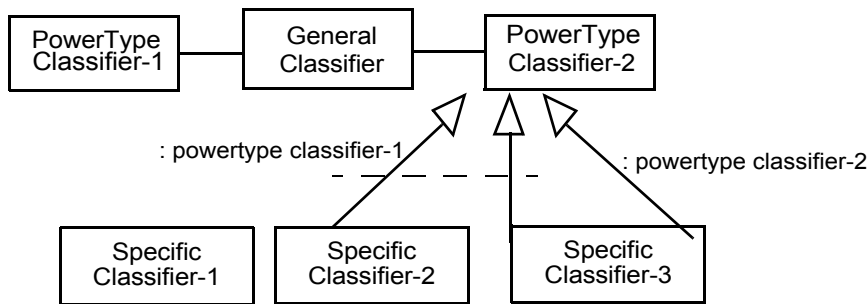 PowerType
Classifier-1
General
Classifier
PowerType
Classifier-2
: powertype classifier-1
: powertype classifier-2
Specific
Classifier-1
Specific
Classifier-2
Specific
Classifier-3